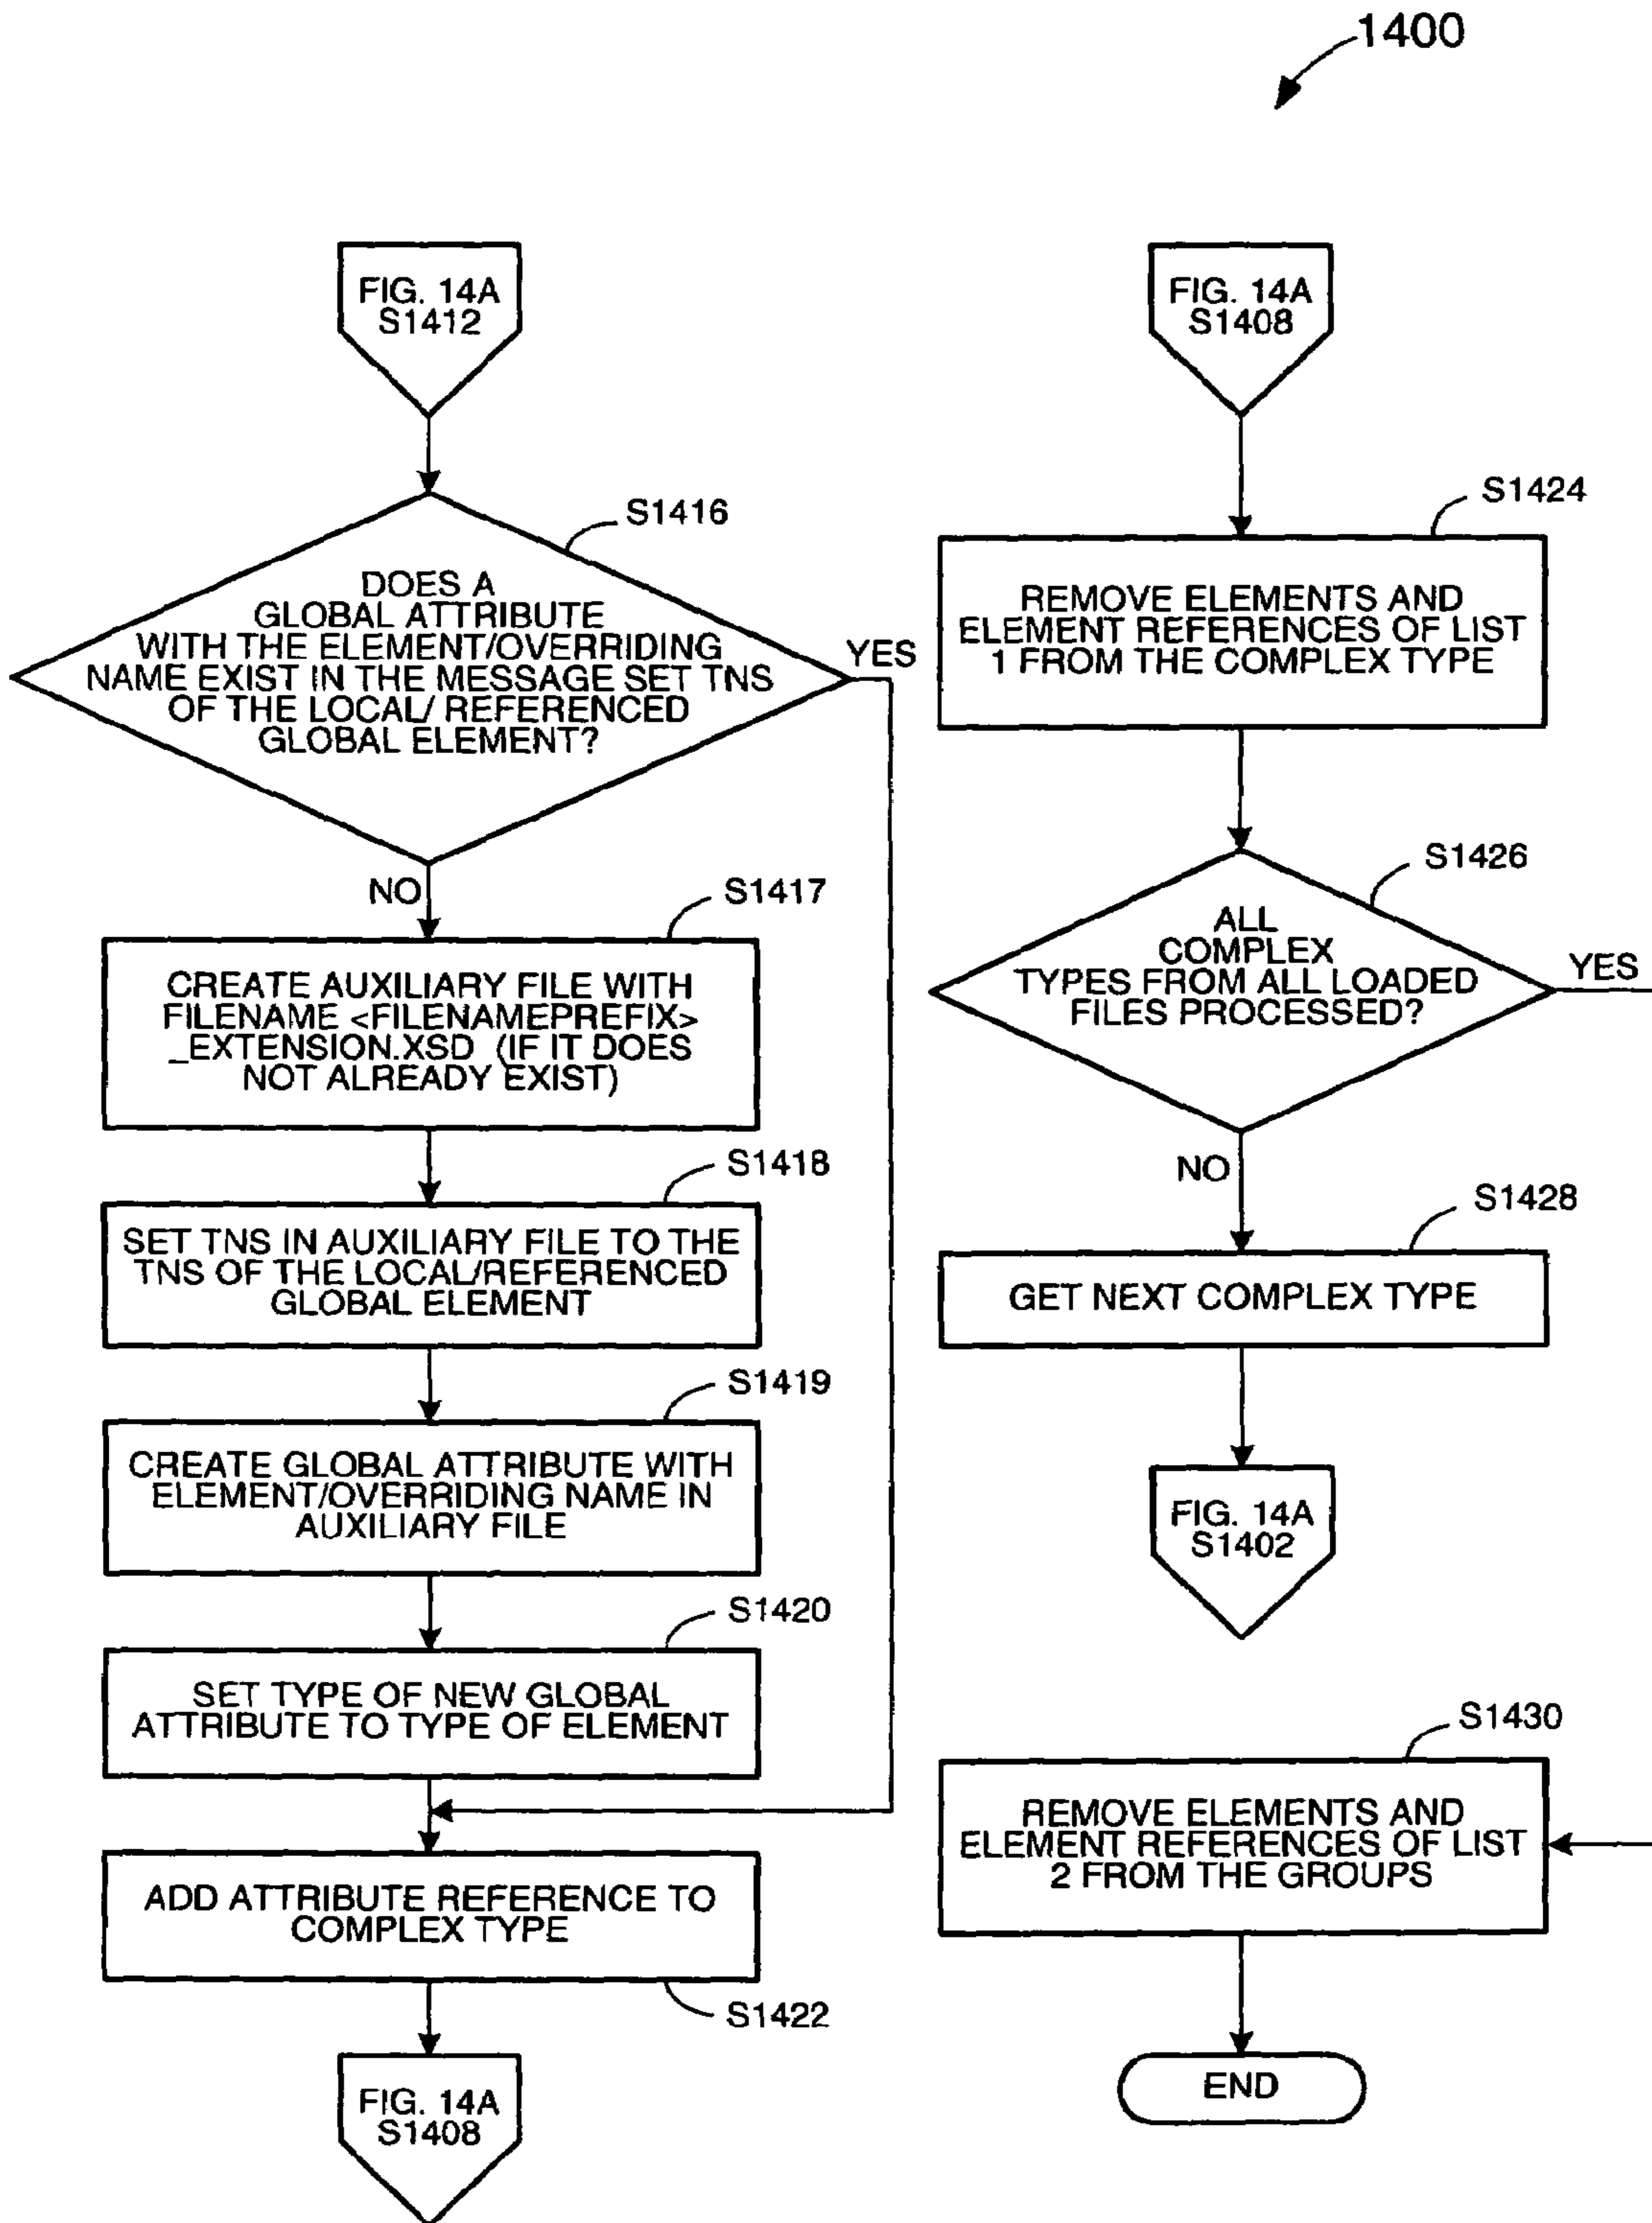 1400
FIG. 14A
S1412
S1416
DOES A
GLOBAL ATTRIBUTE
WITH THE ELEMENT/OVERRIDING
NAME EXIST IN THE MESSAGE SET TNS
OF THE LOCAL/ REFERENCED
GLOBAL ELEMENT?
YES
NO
S1417
CREATE AUXILIARY FILE WITH
FILENAME <FILENAMEPREFIX>
_EXTENSION.XSD (IF IT DOES
NOT ALREADY EXIST)
S1418
SET TNS IN AUXILIARY FILE TO THE
TNS OF THE LOCAL/REFERENCED
GLOBAL ELEMENT
S1419
CREATE GLOBAL ATTRIBUTE WITH
ELEMENT/OVERRIDING NAME IN
AUXILIARY FILE
S1420
SET TYPE OF NEW GLOBAL
ATTRIBUTE TO TYPE OF ELEMENT
ADD ATTRIBUTE REFERENCE TO
COMPLEX TYPE
S1422
FIG. 14A
S1408
FIG. 14A
S1408
S1424
REMOVE ELEMENTS AND
ELEMENT REFERENCES OF LIST
1 FROM THE COMPLEX TYPE
S1426
ALL
COMPLEX
TYPES FROM ALL LOADED
FILES PROCESSED?
YES
NO
S1428
GET NEXT COMPLEX TYPE
FIG. 14A
S1402
S1430
REMOVE ELEMENTS AND
ELEMENT REFERENCES OF LIST
2 FROM THE GROUPS
END